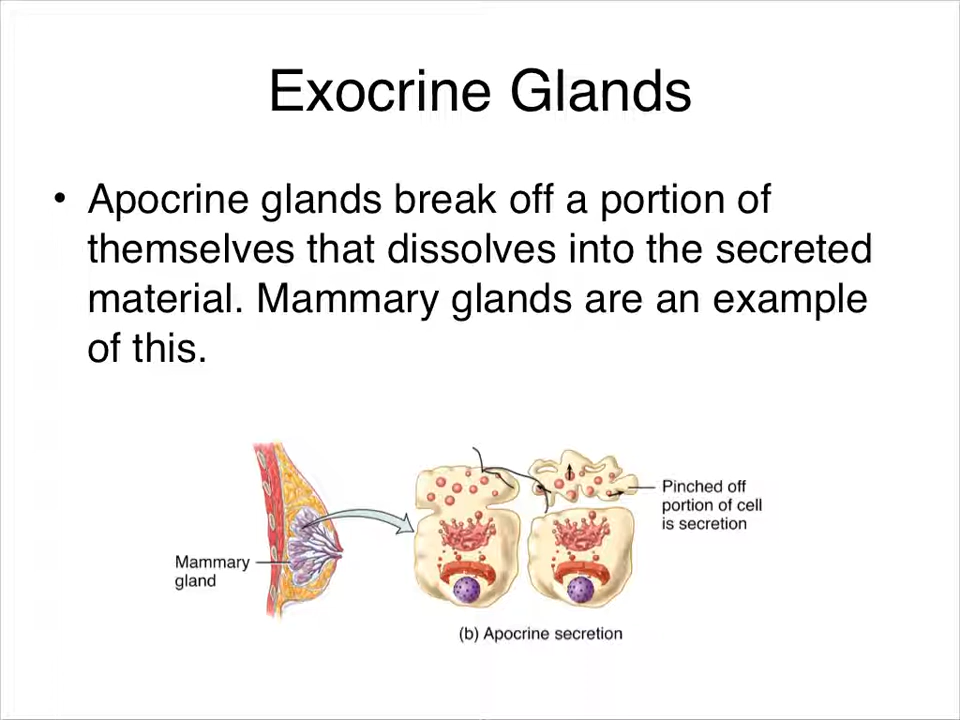 Exocrine Glands
• Apocrine glands break off a portion of
themselves that dissolves into the secreted
material. Mammary glands are an example
of this.
Pinched off
portion of cell
is secretion
Mammary
gland
(b) Apocrine secretion